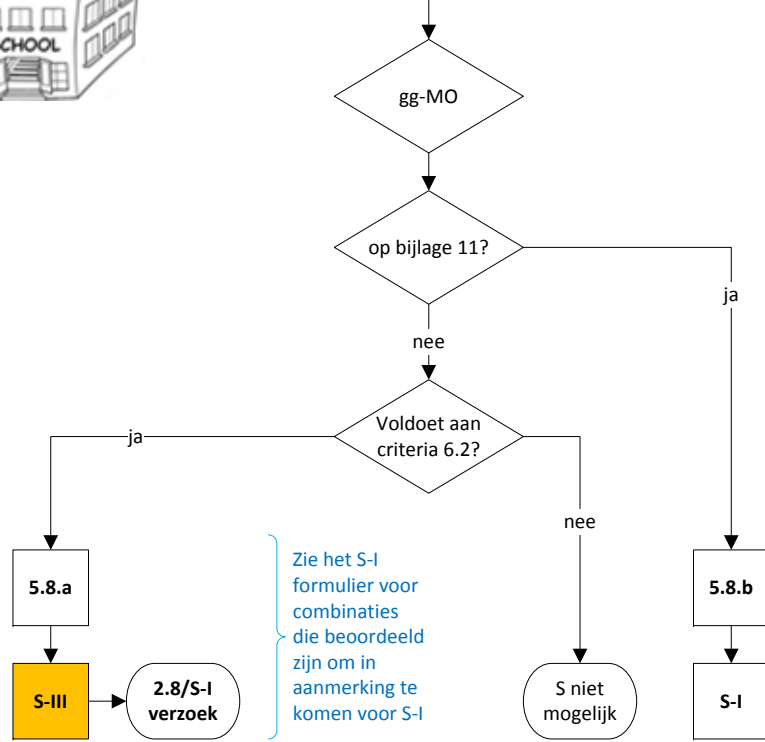 CHOOL
gg-MO
op bijlage 11?
ja
nee
Voldoet aan
criteria 6.2?
ja
nee
5.8.a
Zie het S-I
formulier voor
combinaties
die beoordeeld
zijn om in
aanmerking te
komen voor S-I
5.8.b
S-III
2.8/S-I
verzoek
S niet
mogelijk
S-I